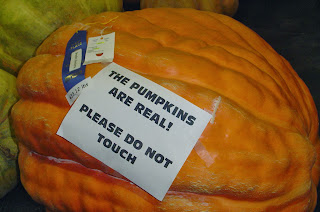 THE PUMPKINS
ARE REAL!
PLEASE DO NOT
TOUCH